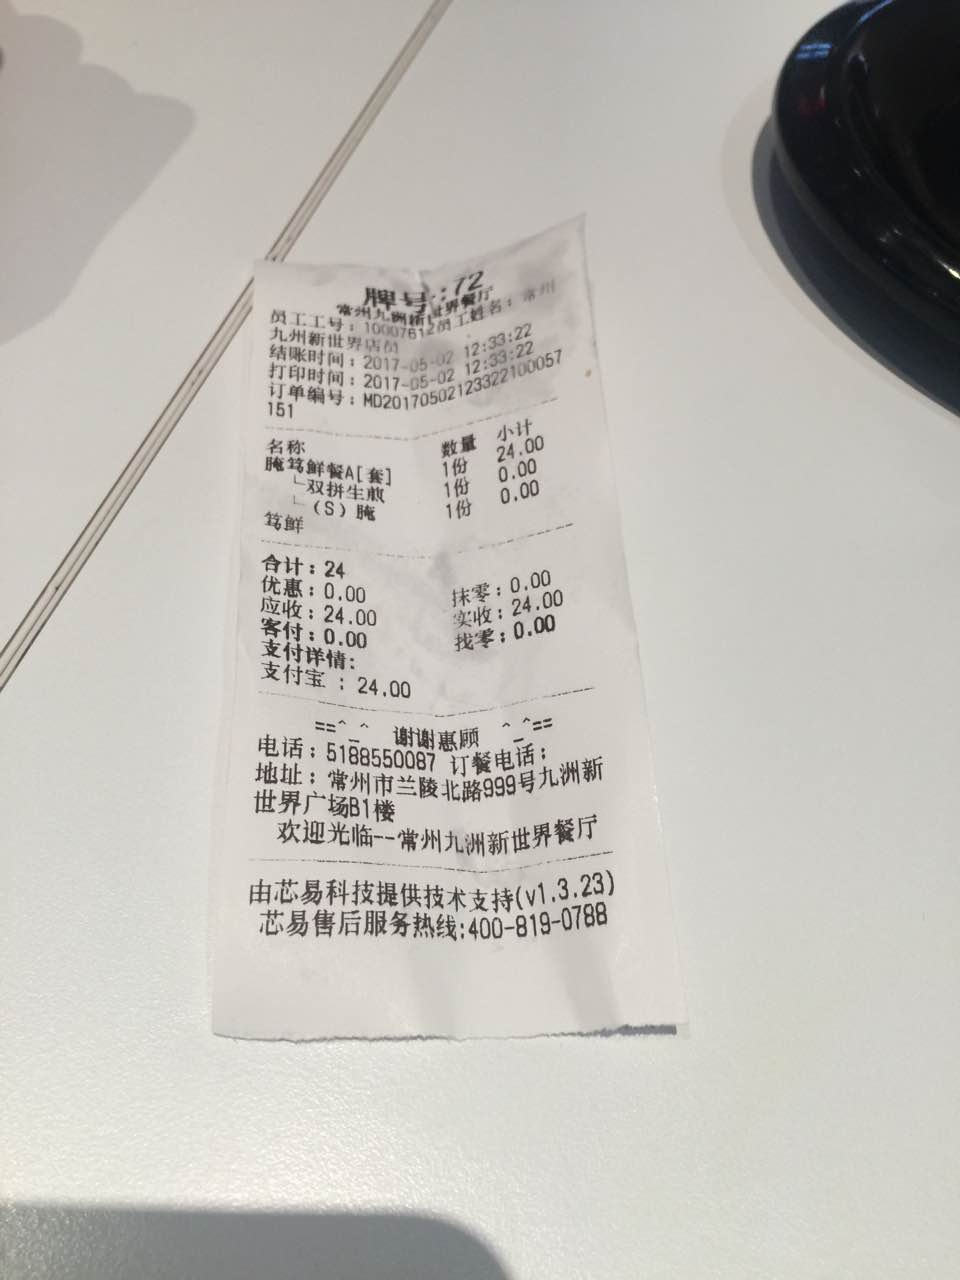 牌号:72
常州九洲新世界餐厅
员工工号：10007612员工姓名：常州
九州新世界店员
结账时间：2017-05-02 12:33:22
打印时间：2017-05-02 12:33:22
订单编号：MD20170502123322100057
151
名称 数量 小计
腌笃鲜餐A[套] 1份 24.00
└双拼生煎 1份 0.00
└（S）腌 1份 0.00
笃鲜
合计：24
优惠：0.00 抹零：0.00
应收：24.00 实收：24.00
客付：0.00 找零：0.00
支付详情：
支付宝 ：24.00
==^_^ 谢谢惠顾 ^_^==
电话：5188550087 订餐电话：
地址：常州市兰陵北路999号九洲新
世界广场B1楼
欢迎光临--常州九洲新世界餐厅
由芯易科技提供技术支持(v1.3.23)
芯易售后服务热线:400-819-0788